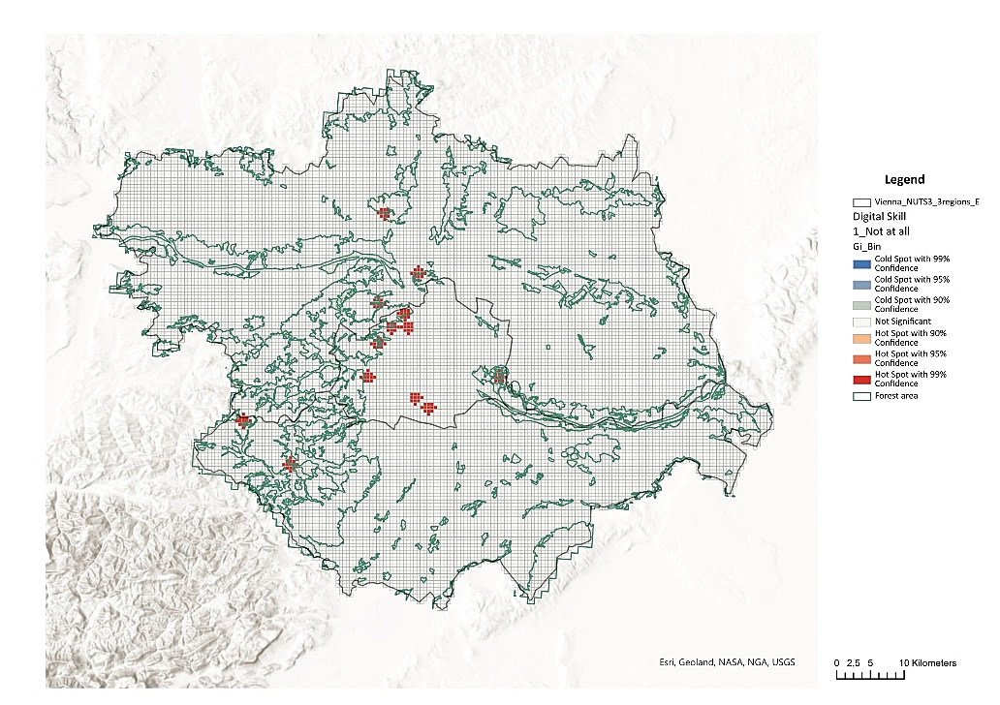 Legend
Vienna_NUTS3_3regions_E
Digital Skill
1_Not at all
Gi_Bin
Cold Spot with 99%
Confidence
Cold Spot with 95%
Confidence
Cold Spot with 90%
Confidence
Not Significant
Hot Spot with 90%
Confidence
Hot Spot with 95%
Confidence
Hot Spot with 99%
Confidence
Forest area
Esri, Geoland, NASA, NGA, USGS
0 2,5 5 10 Kilometers